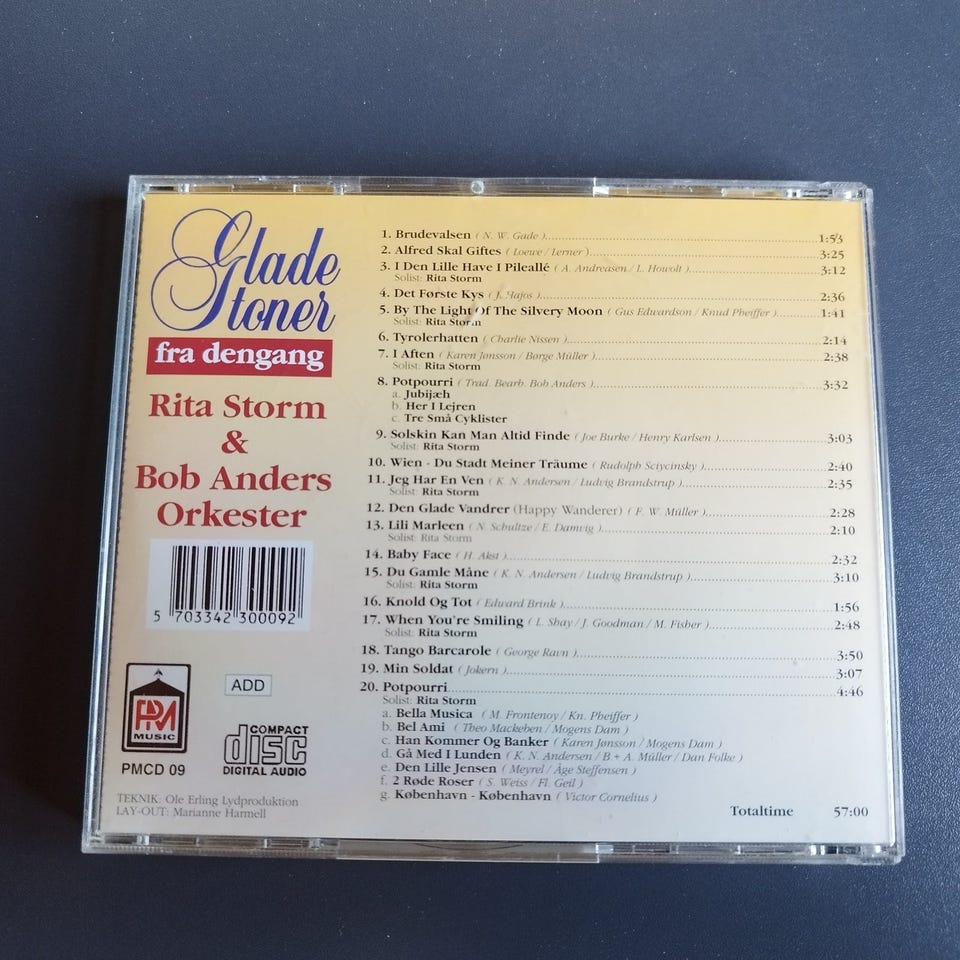 Glade
Toner
fra dengang
Rita Storm
&
Bob Anders
Orkester
5 703342 300092
PM
MUSIC
PMCD 09
ADD
COMPACT
disc
DIGITAL AUDIO
TEKNIK: Ole Erling Lydproduktion
LAY-OUT: Marianne Harmell
1. Brudevalsen ( N. W. Gade )........1:53
2. Alfred Skal Giftes ( Loewe / Lerner )........3:25
3. I Den Lille Have I Pileallé ( A. Andreasen / L. Howolt )........3:12
Solist: Rita Storm
4. Det Første Kys ( J. Hajos )........2:36
5. By The Light Of The Silvery Moon ( Gus Edwardson / Knud Pheiffer )........1:41
Solist: Rita Storm
6. Tyrolerhatten ( Charlie Nissen )........2:14
7. I Aften ( Karen Jønsson / Børge Müller )........2:38
Solist: Rita Storm
8. Potpourri ( Trad. Bearb. Bob Anders )........3:32
a. Jubijæh
b. Her I Lejren
c. Tre Små Cyklister
9. Solskin Kan Man Altid Finde ( Joe Burke / Henry Karlsen )........3:03
Solist: Rita Storm
10. Wien - Du Stadt Meiner Träume ( Rudolph Sciycinsky )........2:40
11. Jeg Har En Ven ( K. N. Andersen / Ludvig Brandstrup )........2:35
Solist: Rita Storm
12. Den Glade Vandrer (Happy Wanderer) ( F. W. Müller )........2:28
13. Lili Marleen ( N. Schultze / E. Damvig )........2:10
Solist: Rita Storm
14. Baby Face ( H. Akst )........2:32
15. Du Gamle Måne ( K. N. Andersen / Ludvig Brandstrup )........3:10
Solist: Rita Storm
16. Knold Og Tot ( Edward Brink )........1:56
17. When You're Smiling ( L. Shay / J. Goodman / M. Fisher )........2:48
Solist: Rita Storm
18. Tango Barcarole ( George Ravn )........3:50
19. Min Soldat ( Jokern )........3:07
20. Potpourri........4:46
Solist: Rita Storm
a. Bella Musica ( M. Frontenoy / Kn. Pheiffer )
b. Bel Ami ( Theo Mackeben / Mogens Dam )
c. Han Kommer Og Banker ( Karen Jønsson / Mogens Dam )
d. Gå Med I Lunden ( K. N. Andersen / B + A. Müller / Dan Folke )
e. Den Lille Jensen ( Meyrel / Åge Steffensen )
f. 2 Røde Roser ( S. Weiss / Fl. Geil )
g. København - København ( Victor Cornelius )
Totaltime 57:00